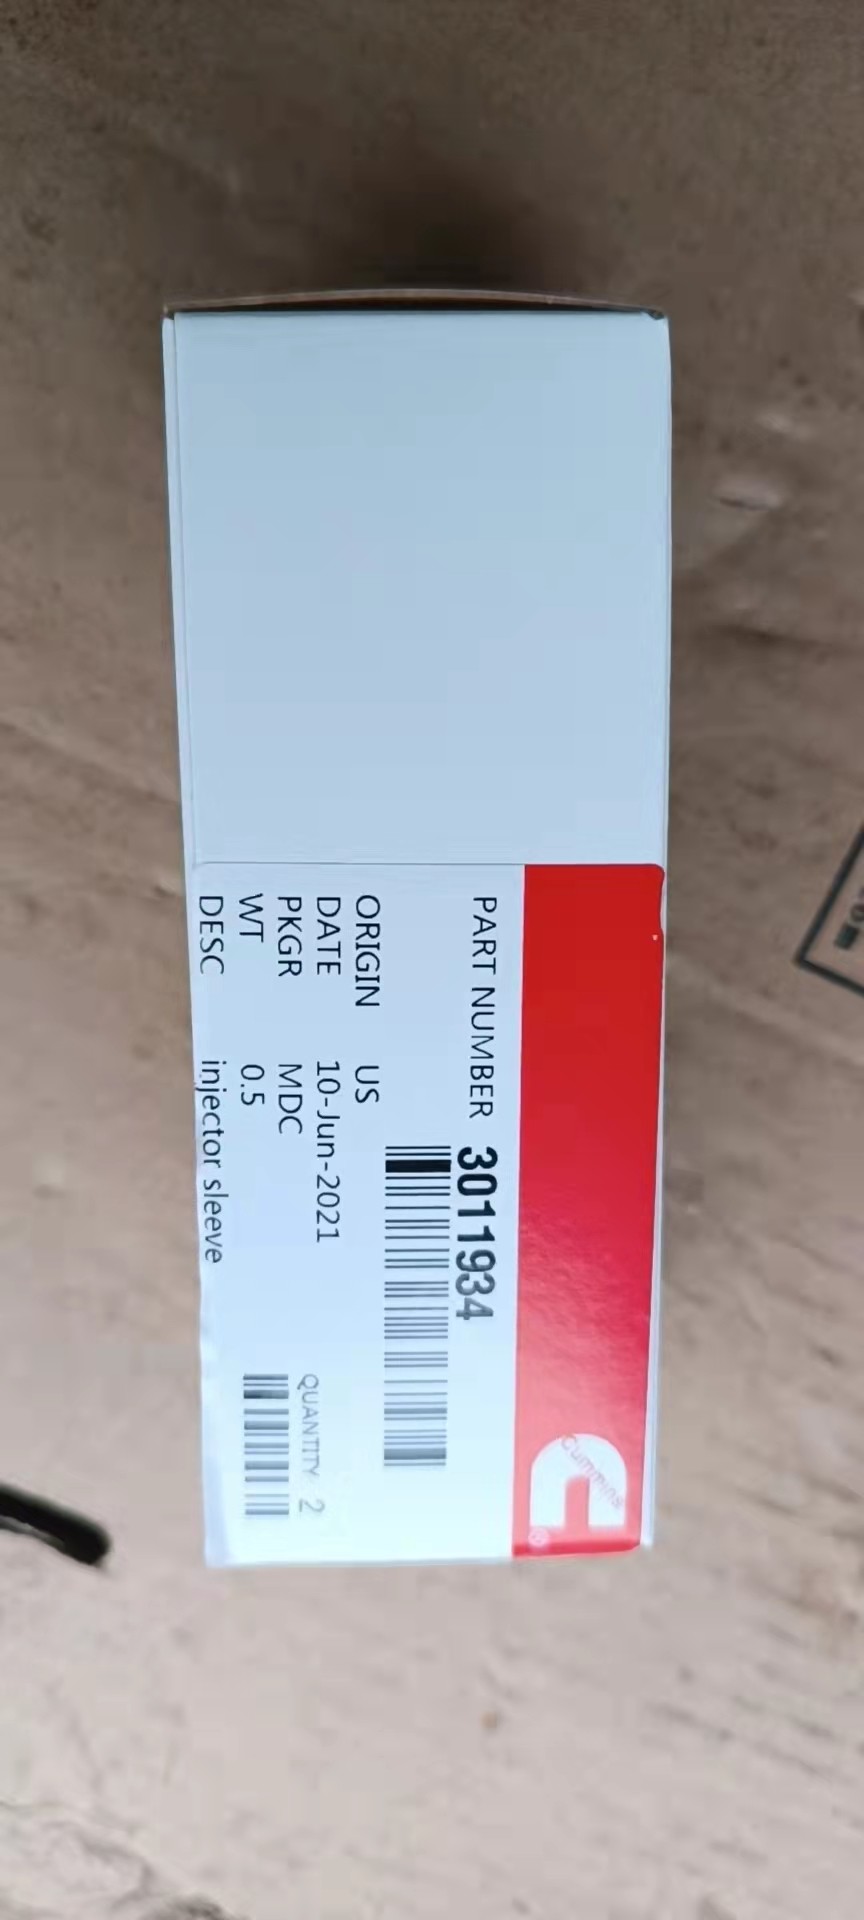 Cummins
®
PART NUMBER 3011934
ORIGIN US
DATE 10-Jun-2021
PKGR MDC
QUANTITY 2
WT 0.5
DESC injector sleeve